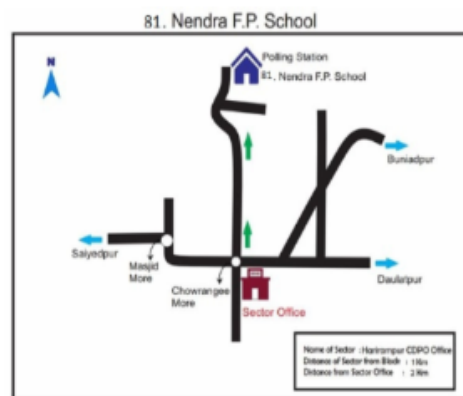 81. Nendra F.P. School
N
Polling Station
81. Nendra F.P. School
Buniadpur
Saiyedpur
Masjid
More
Chowrangee
More
Daulatpur
Sector Office
Name of Sector : Harirampur CDPO Office
Distance of Sector from Block : 1 Km
Distance from Sector Office : 2 Km